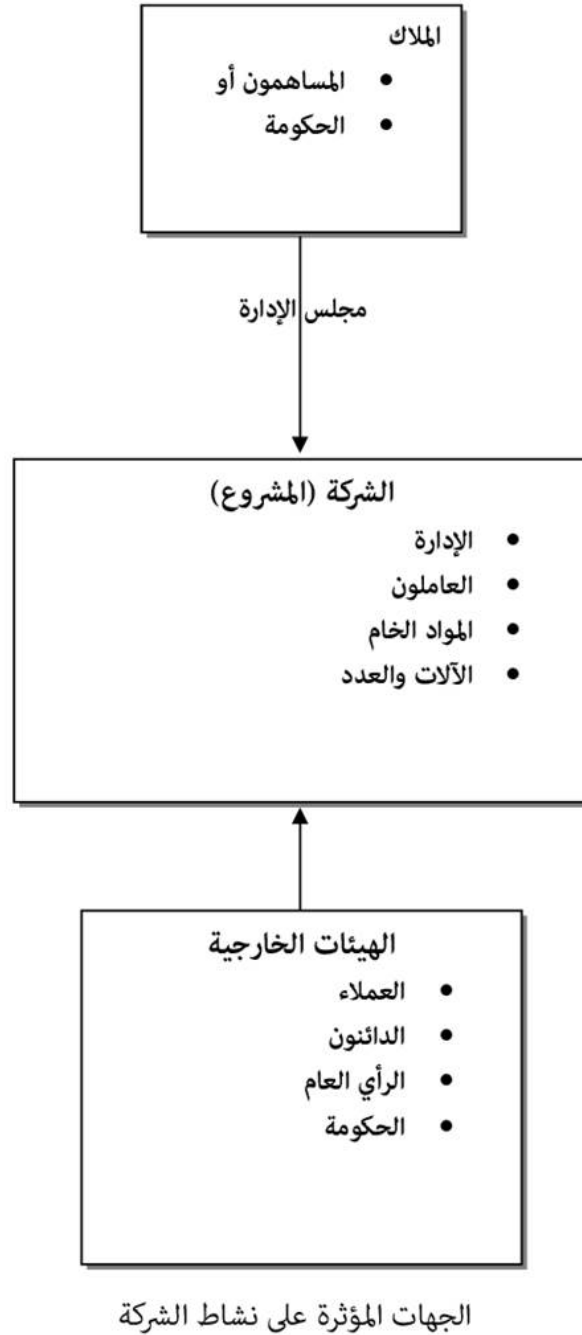 الملاك
• المساهمون أو
• الحكومة
مجلس الإدارة
الشركة (المشروع)
• الإدارة
• العاملون
• المواد الخام
• الآلات والعدد
الهيئات الخارجية
• العملاء
• الدائنون
• الرأي العام
• الحكومة
الجهات المؤثرة على نشاط الشركة